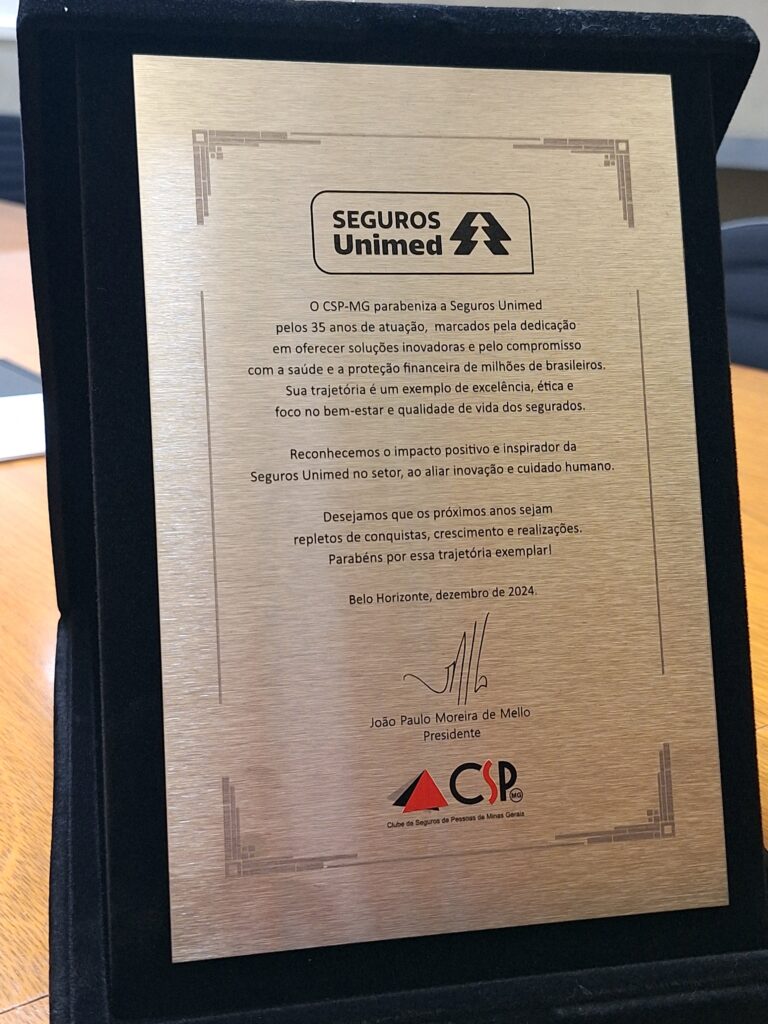 SEGUROS
Unimed
O CSP-MG parabeniza a Seguros Unimed
pelos 35 anos de atuação, marcados pela dedicação
em oferecer soluções inovadoras e pelo compromisso
com a saúde e a proteção financeira de milhões de brasileiros.
Sua trajetória é um exemplo de excelência, ética e
foco no bem-estar e qualidade de vida dos segurados.
Reconhecemos o impacto positivo e inspirador da
Seguros Unimed no setor, ao aliar inovação e cuidado humano.
Desejamos que os próximos anos sejam
repletos de conquistas, crescimento e realizações.
Parabéns por essa trajetória exemplar!
Belo Horizonte, dezembro de 2024.
João Paulo Moreira de Mello
Presidente
CSP MG
Clube de Seguros de Pessoas de Minas Gerais